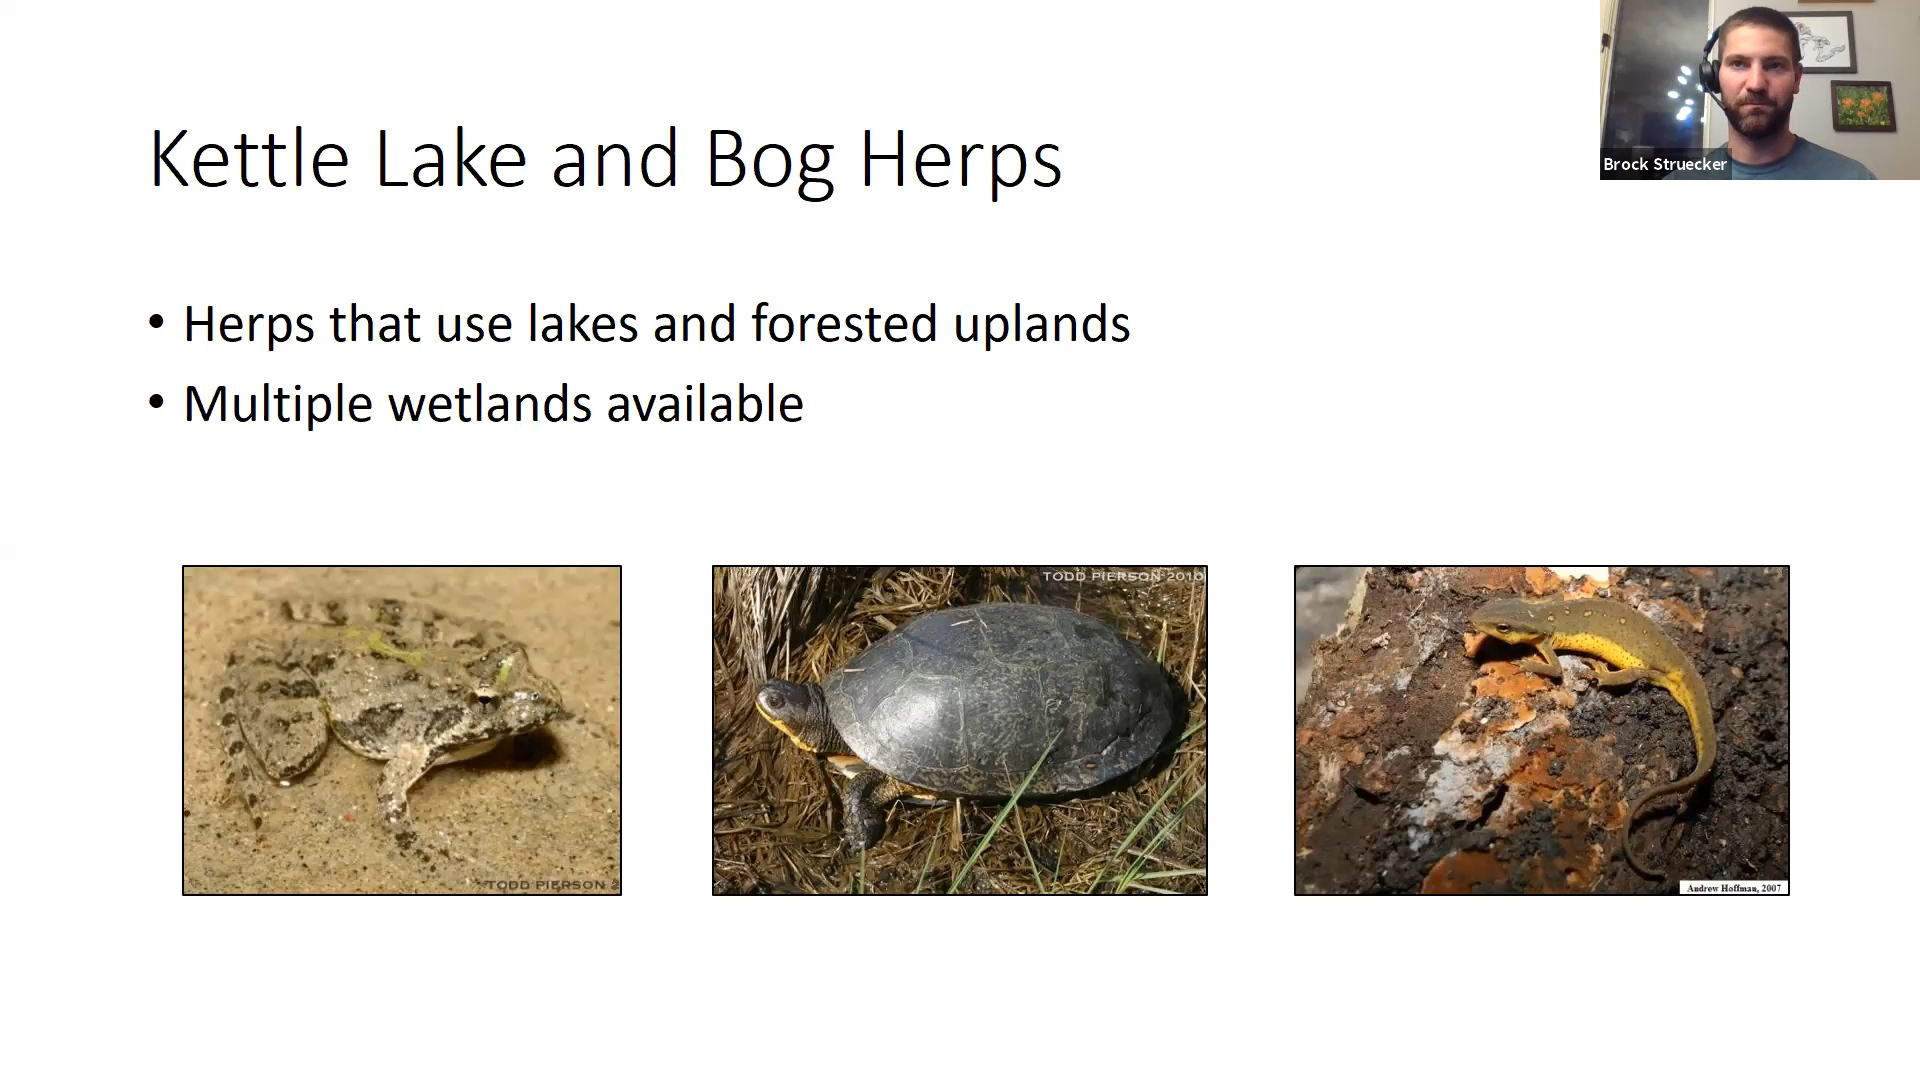 Kettle Lake and Bog Herps
Brock Struecker
• Herps that use lakes and forested uplands
• Multiple wetlands available
TODD PIERSON 2
TODD PIERSON 2010
Andrew Hoffman, 2007